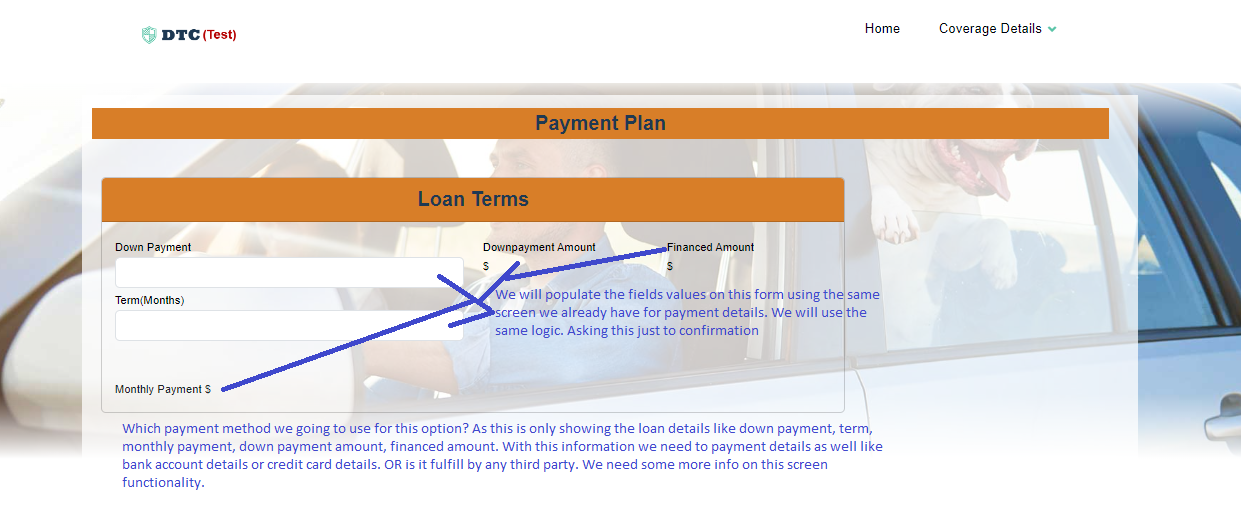 DTC (Test)
Home
Coverage Details
Payment Plan
Loan Terms
Down Payment
Downpayment Amount
Financed Amount
$
$
Term(Months)
We will populate the fields values on this form using the same
screen we already have for payment details. We will use the
same logic. Asking this just to confirmation
Monthly Payment $
Which payment method we going to use for this option? As this is only showing the loan details like down payment, term,
monthly payment, down payment amount, financed amount. With this information we need to payment details as well like
bank account details or credit card details. OR is it fulfill by any third party. We need some more info on this screen
functionality.